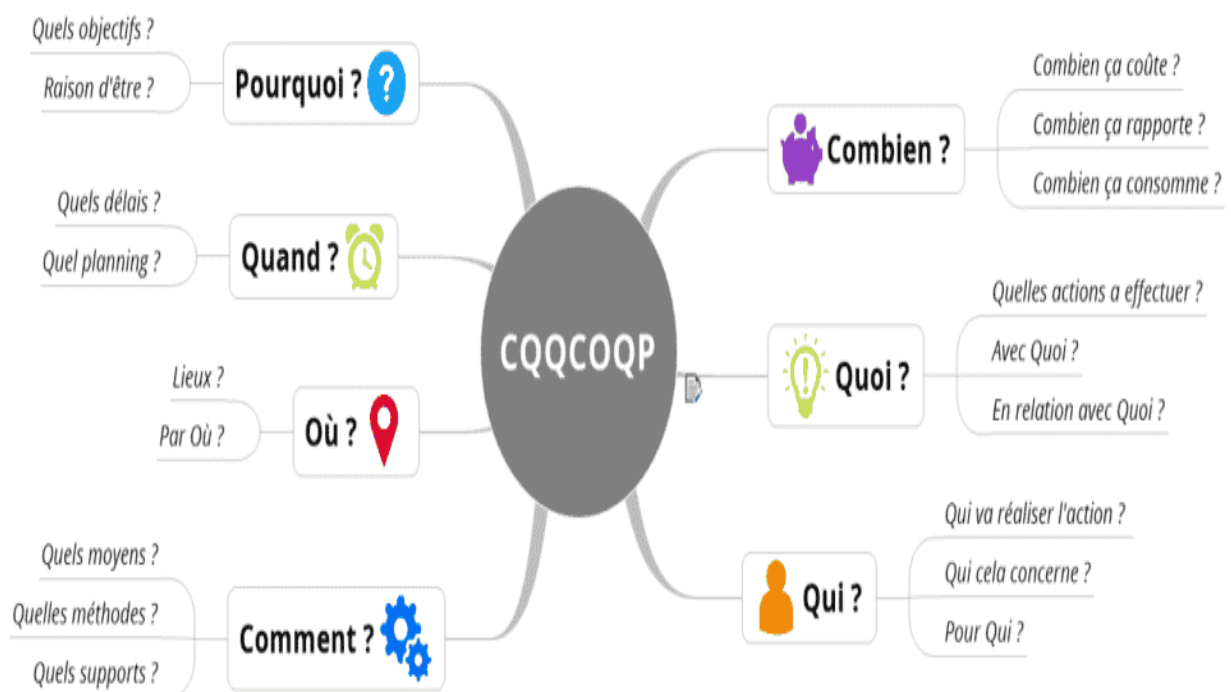 Quels objectifs ?
Raison d'être ?
Pourquoi ?
Quels délais ?
Quel planning ?
Quand ?
Lieux ?
Par Où ?
Où ?
Quels moyens ?
Quelles méthodes ?
Quels supports ?
Comment ?
CQQCOQP
Combien ?
Combien ça coûte ?
Combien ça rapporte ?
Combien ça consomme ?
Quoi ?
Quelles actions a effectuer ?
Avec Quoi ?
En relation avec Quoi ?
Qui ?
Qui va réaliser l'action ?
Qui cela concerne ?
Pour Qui ?